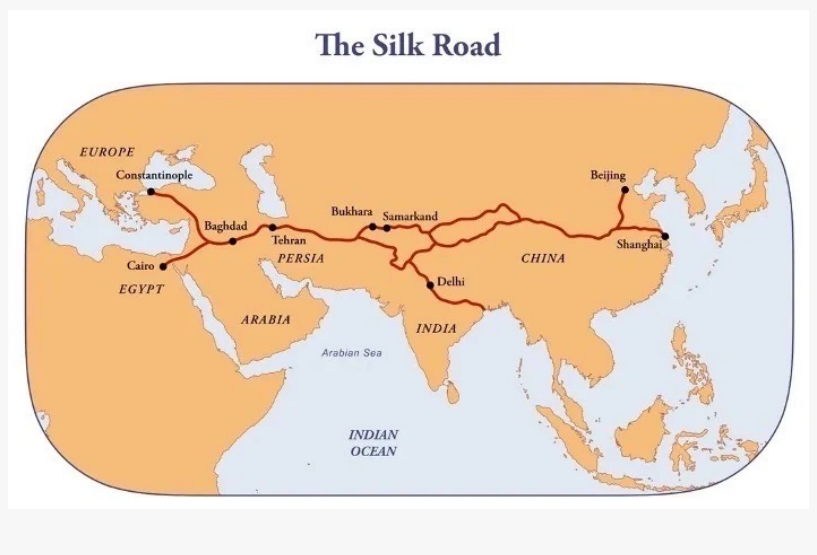 The Silk Road
EUROPE
Constantinople
Beijing
Bukhara
Samarkand
Baghdad
Tehran
Shanghai
PERSIA
CHINA
Cairo
EGYPT
Delhi
ARABIA
INDIA
Arabian Sea
INDIAN
OCEAN